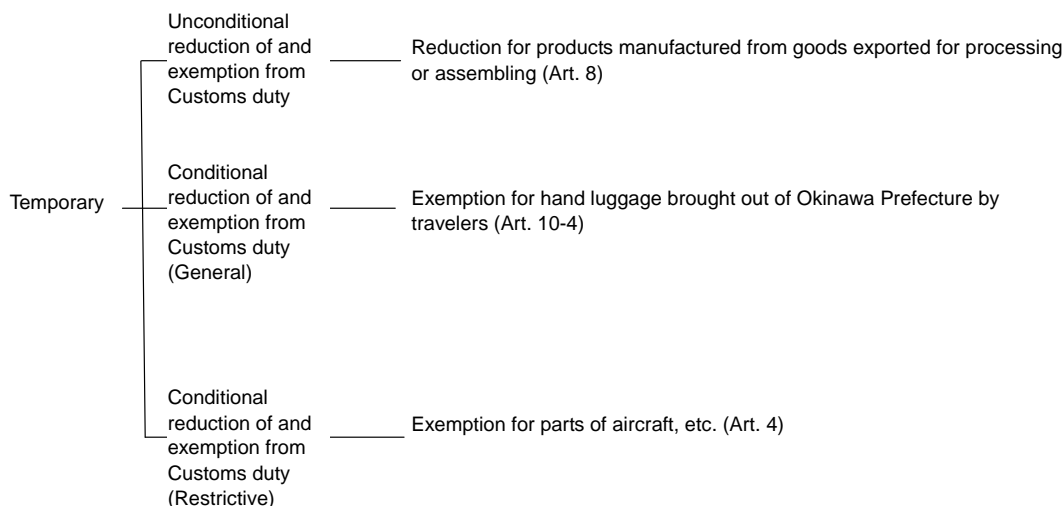 Temporary
Unconditional
reduction of and
exemption from
Customs duty
Reduction for products manufactured from goods exported for processing
or assembling (Art. 8)
Conditional
reduction of and
exemption from
Customs duty
(General)
Exemption for hand luggage brought out of Okinawa Prefecture by
travelers (Art. 10-4)
Conditional
reduction of and
exemption from
Customs duty
(Restrictive)
Exemption for parts of aircraft, etc. (Art. 4)